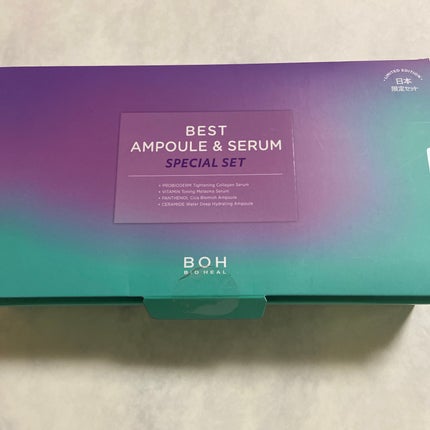 LIMITED EDITION
日本
限定セット
BEST
AMPOULE & SERUM
SPECIAL SET
• PROBIODERM Tightening Collagen Serum
• VITAMIN Toning Melacina Serum
• PANTHENOL Cica Blemish Ampoule
• CERAMIDE Water Deep Hydrating Ampoule
BOH
BIO HEAL